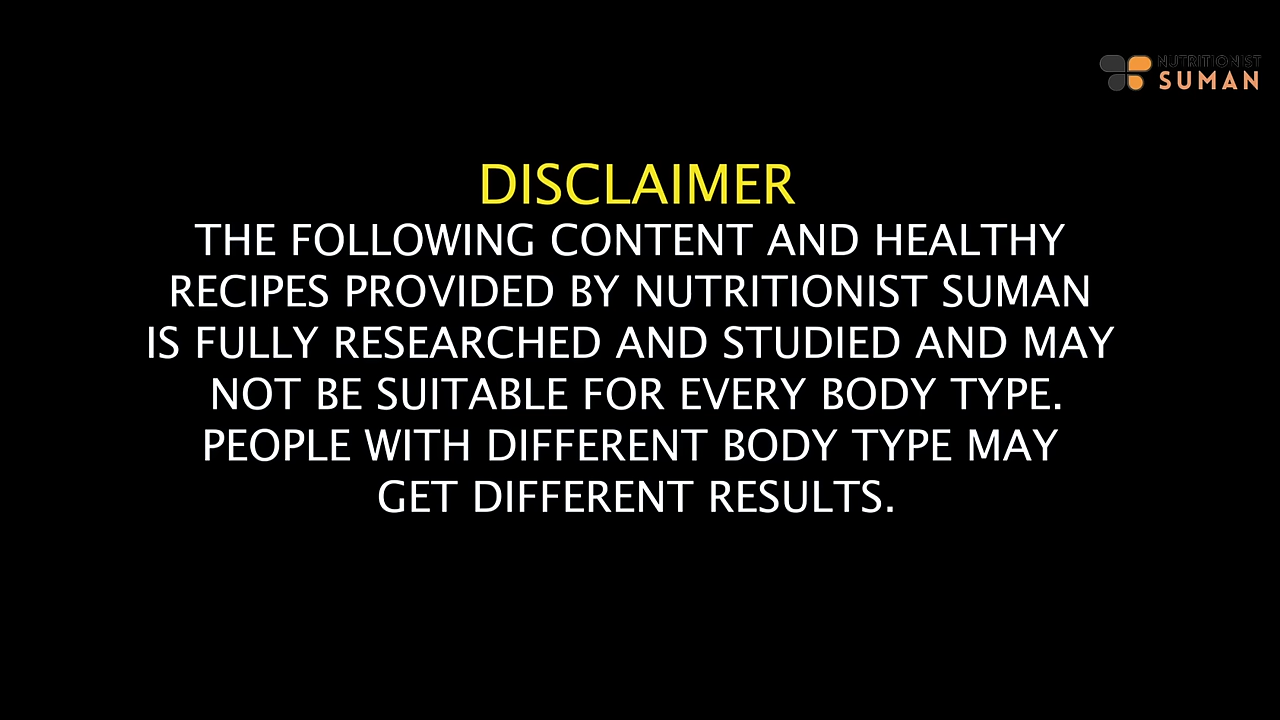 NUTRITIONIST
SUMAN
DISCLAIMER
THE FOLLOWING CONTENT AND HEALTHY
RECIPES PROVIDED BY NUTRITIONIST SUMAN
IS FULLY RESEARCHED AND STUDIED AND MAY
NOT BE SUITABLE FOR EVERY BODY TYPE.
PEOPLE WITH DIFFERENT BODY TYPE MAY
GET DIFFERENT RESULTS.